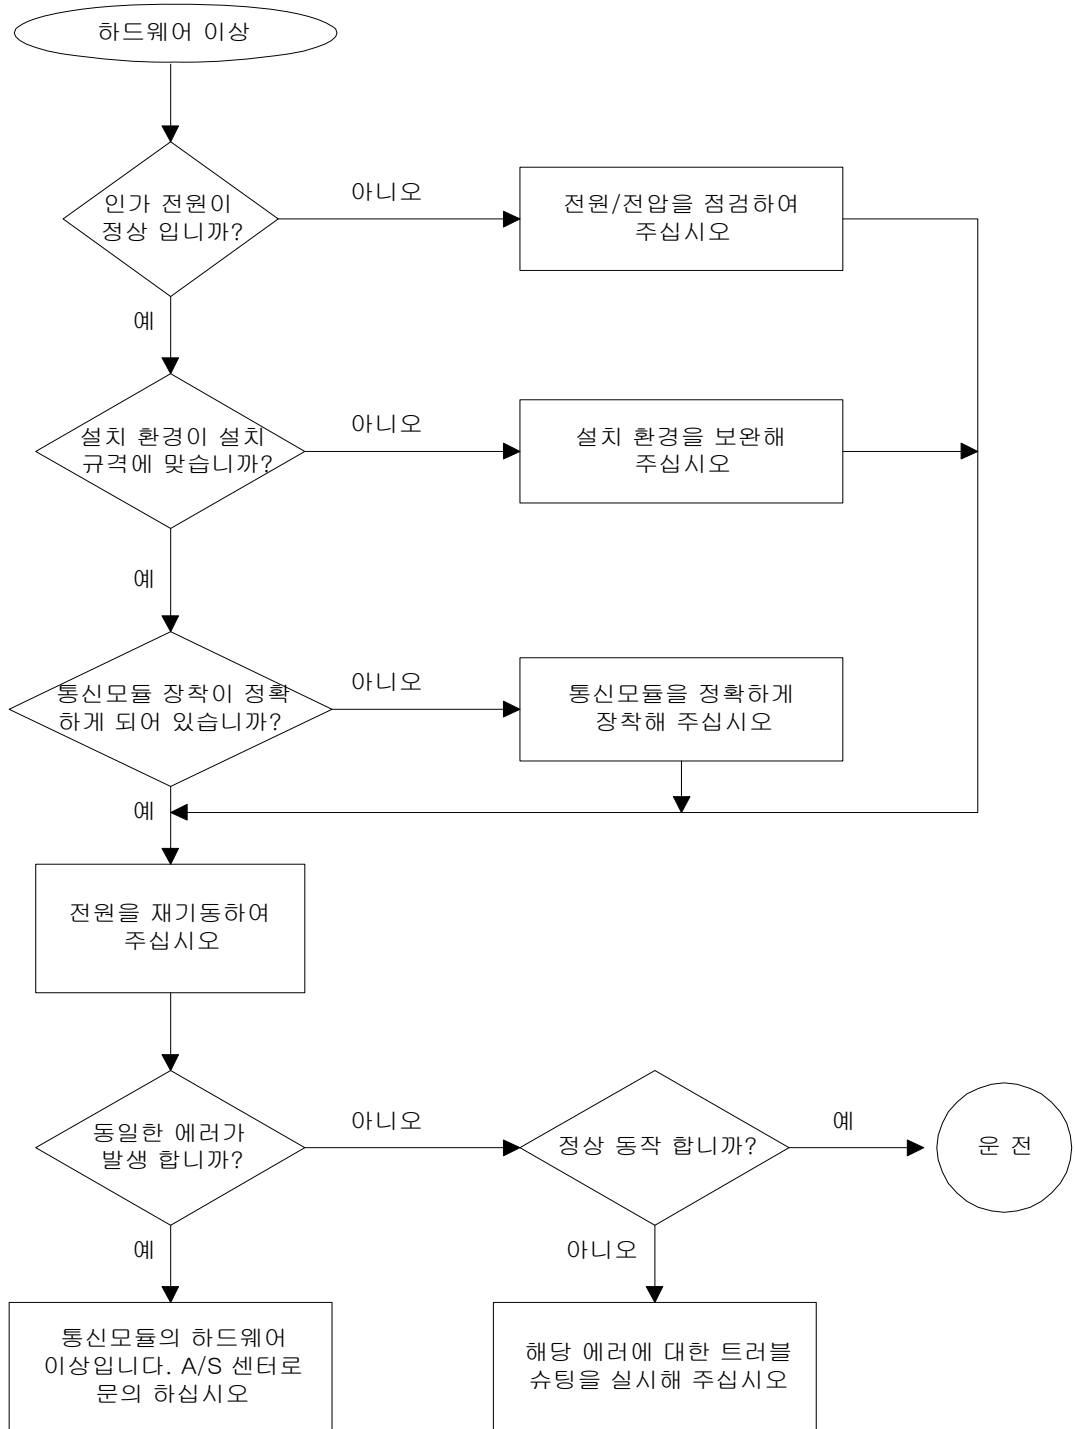 하드웨어 이상
인가 전원이
정상 입니까?
아니오
전원/전압을 점검하여
주십시오
예
설치 환경이 설치
규격에 맞습니까?
아니오
설치 환경을 보완해
주십시오
예
통신모듈 장착이 정확
하게 되어 있습니까?
아니오
통신모듈을 정확하게
장착해 주십시오
예
전원을 재기동하여
주십시오
동일한 에러가
발생 합니까?
아니오
정상 동작 합니까?
예
운 전
예
아니오
통신모듈의 하드웨어
이상입니다. A/S 센터로
문의 하십시오
해당 에러에 대한 트러블
슈팅을 실시해 주십시오